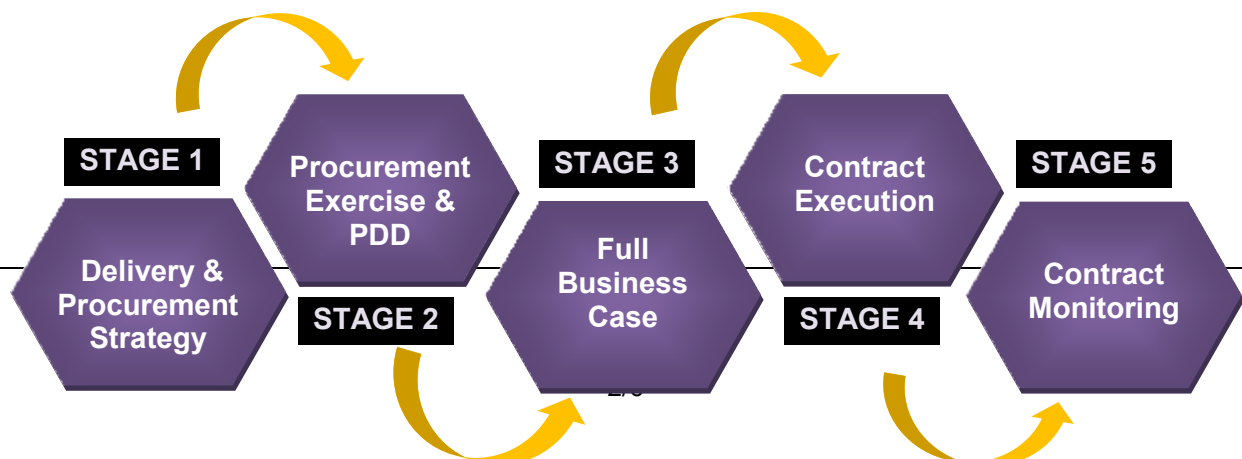 STAGE 1
Delivery &
Procurement
Strategy
Procurement
Exercise &
PDD
STAGE 2
STAGE 3
Full
Business
Case
Contract
Execution
STAGE 4
STAGE 5
Contract
Monitoring